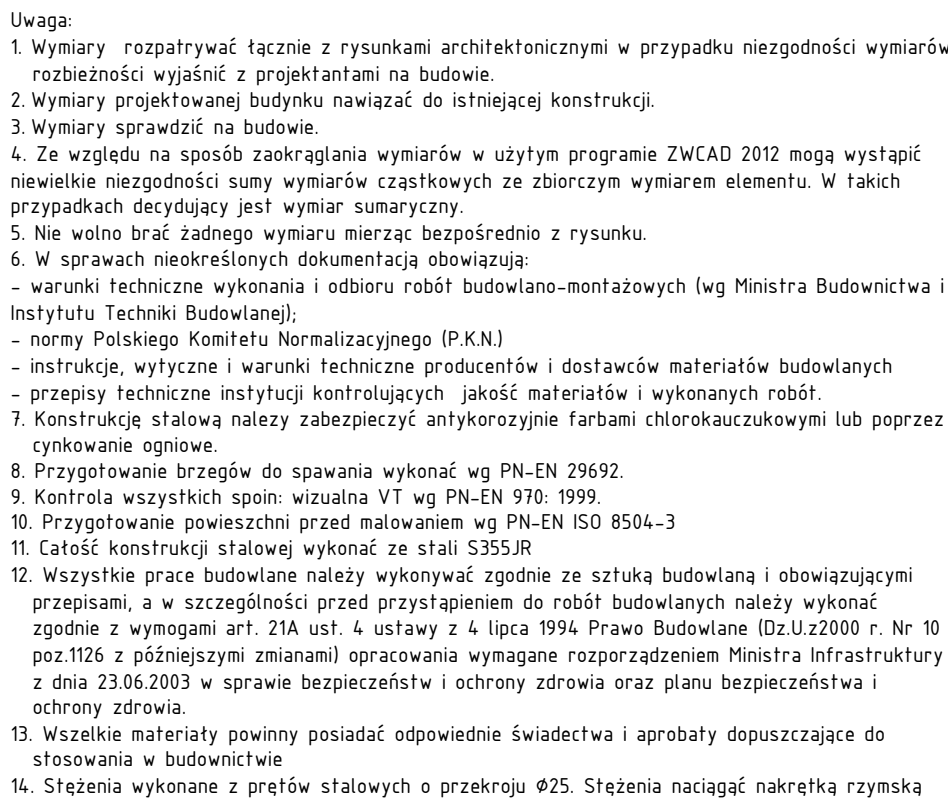 Uwaga:
1. Wymiary rozpatrywać łącznie z rysunkami architektonicznymi w przypadku niezgodności wymiarów
rozbieżności wyjaśnić z projektantami na budowie.
2. Wymiary projektowanej budynku nawiązać do istniejącej konstrukcji.
3. Wymiary sprawdzić na budowie.
4. Ze względu na sposób zaokrąglania wymiarów w użytym programie ZWCAD 2012 mogą wystąpić
niewielkie niezgodności sumy wymiarów cząstkowych ze zbiorczym wymiarem elementu. W takich
przypadkach decydujący jest wymiar sumaryczny.
5. Nie wolno brać żadnego wymiaru mierząc bezpośrednio z rysunku.
6. W sprawach nieokreślonych dokumentacją obowiązują:
- warunki techniczne wykonania i odbioru robót budowlano-montażowych (wg Ministra Budownictwa i
Instytutu Techniki Budowlanej);
- normy Polskiego Komitetu Normalizacyjnego (P.K.N.)
- instrukcje, wytyczne i warunki techniczne producentów i dostawców materiałów budowlanych
- przepisy techniczne instytucji kontrolujących jakość materiałów i wykonanych robót.
7. Konstrukcję stalową nalezy zabezpieczyć antykorozyjnie farbami chlorokauczukowymi lub poprzez
cynkowanie ogniowe.
8. Przygotowanie brzegów do spawania wykonać wg PN-EN 29692.
9. Kontrola wszystkich spoin: wizualna VT wg PN-EN 970: 1999.
10. Przygotowanie powieszchni przed malowaniem wg PN-EN ISO 8504-3
11. Całość konstrukcji stalowej wykonać ze stali S355JR
12. Wszystkie prace budowlane należy wykonywać zgodnie ze sztuką budowlaną i obowiązującymi
przepisami, a w szczególności przed przystąpieniem do robót budowlanych należy wykonać
zgodnie z wymogami art. 21A ust. 4 ustawy z 4 lipca 1994 Prawo Budowlane (Dz.U.z2000 r. Nr 10
poz.1126 z późniejszymi zmianami) opracowania wymagane rozporządzeniem Ministra Infrastruktury
z dnia 23.06.2003 w sprawie bezpieczeństw i ochrony zdrowia oraz planu bezpieczeństwa i
ochrony zdrowia.
13. Wszelkie materiały powinny posiadać odpowiednie świadectwa i aprobaty dopuszczające do
stosowania w budownictwie
14. Stężenia wykonane z prętów stalowych o przekroju Ø25. Stężenia naciągać nakrętką rzymską